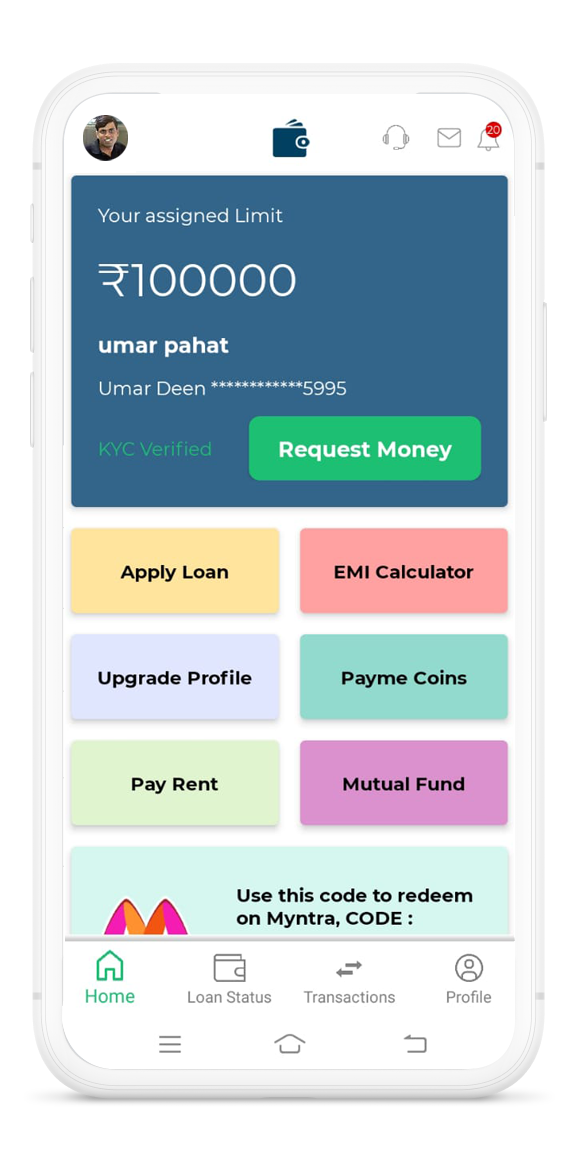 20
Your assigned Limit
₹100000
umar pahat
Umar Deen ************5995
KYC Verified
Request Money
Apply Loan
EMI Calculator
Upgrade Profile
Payme Coins
Pay Rent
Mutual Fund
Use this code to redeem
on Myntra, CODE :
Home
Loan Status
Transactions
Profile